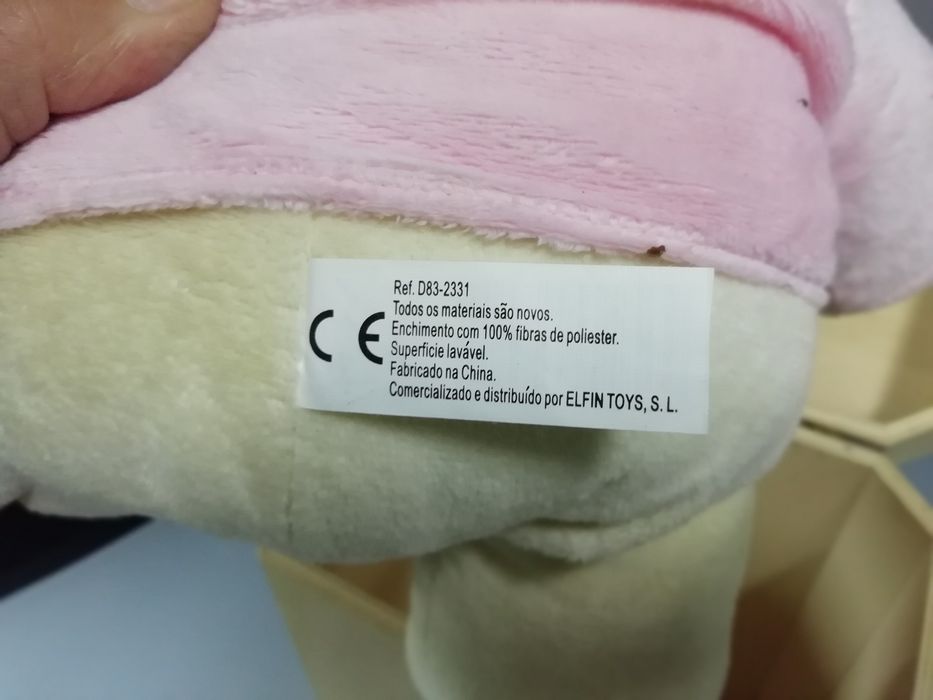 CE
Ref. D83-2331
Todos os materiais são novos.
Enchimento com 100% fibras de poliester.
Superficie lavável.
Fabricado na China.
Comercializado e distribuído por ELFIN TOYS, S. L.